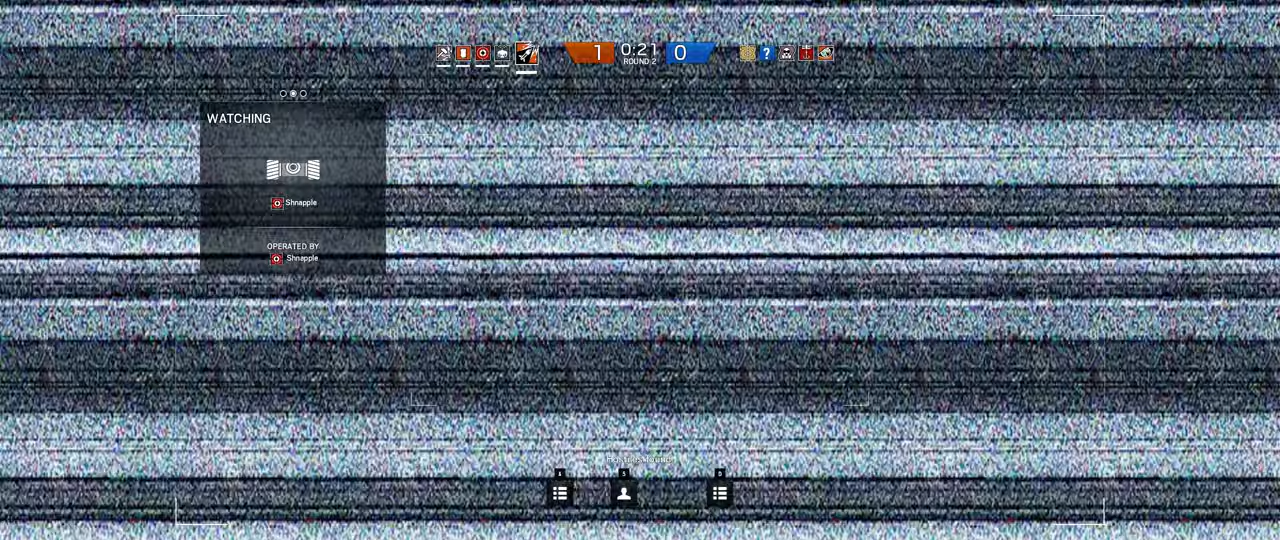 1 0:21 0
ROUND 2
?
WATCHING
Shnapple
OPERATED BY
Shnapple